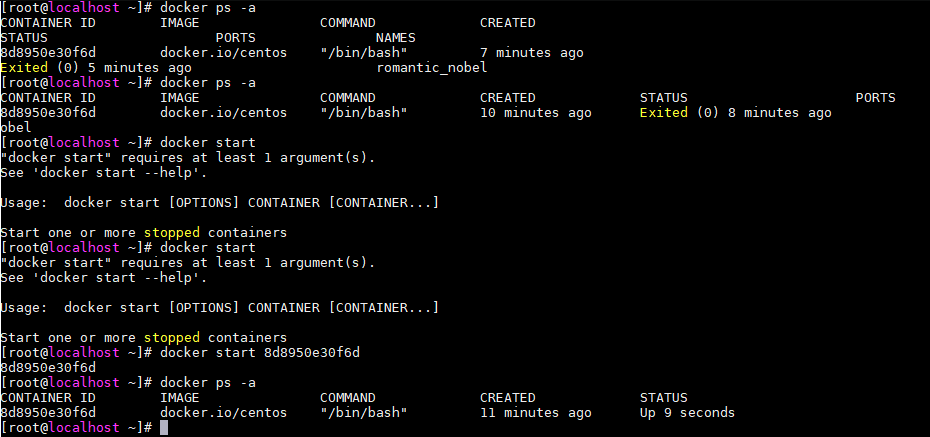 [root@localhost ~]# docker ps -a
CONTAINER ID        IMAGE               COMMAND             CREATED
STATUS                     PORTS               NAMES
8d8950e30f6d        docker.io/centos    "/bin/bash"         7 minutes ago
Exited (0) 5 minutes ago                       romantic_nobel
[root@localhost ~]# docker ps -a
CONTAINER ID        IMAGE               COMMAND             CREATED             STATUS                     PORTS
8d8950e30f6d        docker.io/centos    "/bin/bash"         10 minutes ago      Exited (0) 8 minutes ago
obel
[root@localhost ~]# docker start
"docker start" requires at least 1 argument(s).
See 'docker start --help'.

Usage:  docker start [OPTIONS] CONTAINER [CONTAINER...]

Start one or more stopped containers
[root@localhost ~]# docker start
"docker start" requires at least 1 argument(s).
See 'docker start --help'.

Usage:  docker start [OPTIONS] CONTAINER [CONTAINER...]

Start one or more stopped containers
[root@localhost ~]# docker start 8d8950e30f6d
8d8950e30f6d
[root@localhost ~]# docker ps -a
CONTAINER ID        IMAGE               COMMAND             CREATED             STATUS
8d8950e30f6d        docker.io/centos    "/bin/bash"         11 minutes ago      Up 9 seconds
[root@localhost ~]#